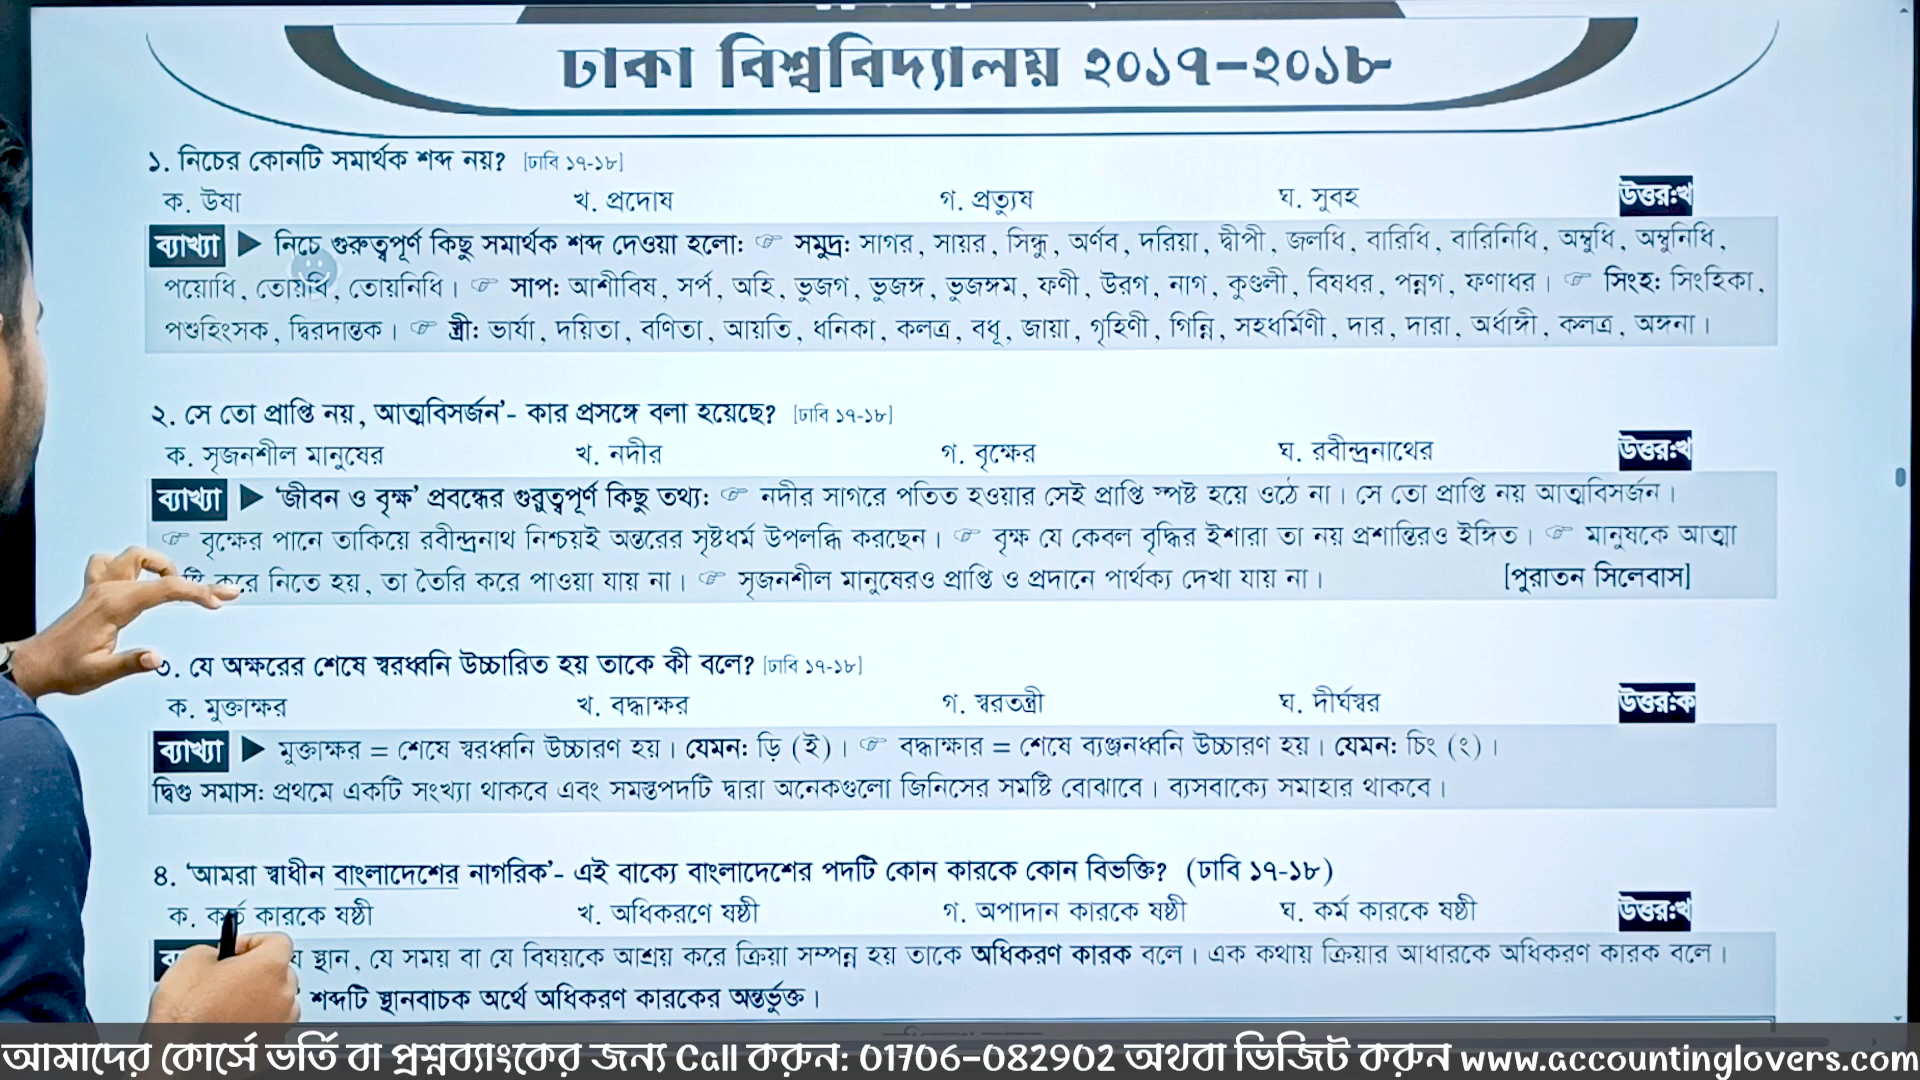 ঢাকা বিশ্ববিদ্যালয় ২০১৭-২০১৮
১. নিচের কোনটি সমার্থক শব্দ নয়? [ঢাবি ১৭-১৮]
ক. উষা খ. প্রদোষ গ. প্রত্যুষ ঘ. সুবহ উত্তর:খ
ব্যাখ্যা ▶ নিচে গুরুত্বপূর্ণ কিছু সমার্থক শব্দ দেওয়া হলো: ☞ সমুদ্র: সাগর, সায়র, সিন্ধু, অর্ণব, দরিয়া, দ্বীপী, জলধি, বারিধি, বারিনিধি, অম্বুধি, অম্বুনিধি,
পয়োধি, তোয়ধি, তোয়নিধি। ☞ সাপ: আশীবিষ, সর্প, অহি, ভুজগ, ভুজঙ্গ, ভুজঙ্গম, ফণী, উরগ, নাগ, কুণ্ডলী, বিষধর, পন্নগ, ফণাধর। ☞ সিংহ: সিংহিকা,
পশুহিংসক, দ্বিরদান্তক। ☞ স্ত্রী: ভার্যা, দয়িতা, বণিতা, আয়তি, ধনিকা, কলত্র, বধূ, জায়া, গৃহিণী, গিন্নি, সহধর্মিণী, দার, দারা, অর্ধাঙ্গী, কলত্র, অঙ্গনা।
২. সে তো প্রাপ্তি নয়, আত্মবিসর্জন’- কার প্রসঙ্গে বলা হয়েছে? [ঢাবি ১৭-১৮]
ক. সৃজনশীল মানুষের খ. নদীর গ. বৃক্ষের ঘ. রবীন্দ্রনাথের উত্তর:খ
ব্যাখ্যা ▶ ‘জীবন ও বৃক্ষ’ প্রবন্ধের গুরুত্বপূর্ণ কিছু তথ্য: ☞ নদীর সাগরে পতিত হওয়ার সেই প্রাপ্তি স্পষ্ট হয়ে ওঠে না। সে তো প্রাপ্তি নয় আত্মবিসর্জন।
☞ বৃক্ষের পানে তাকিয়ে রবীন্দ্রনাথ নিশ্চয়ই অন্তরের সৃষ্টধর্ম উপলব্ধি করছেন। ☞ বৃক্ষ যে কেবল বৃদ্ধির ইশারা তা নয় প্রশান্তিরও ইঙ্গিত। ☞ মানুষকে আত্মা
করে নিতে হয়, তা তৈরি করে পাওয়া যায় না। ☞ সৃজনশীল মানুষেরও প্রাপ্তি ও প্রদানে পার্থক্য দেখা যায় না। [পুরাতন সিলেবাস]
৩. যে অক্ষরের শেষে স্বরধ্বনি উচ্চারিত হয় তাকে কী বলে? [ঢাবি ১৭-১৮]
ক. মুক্তাক্ষর খ. বদ্ধাক্ষর গ. স্বরতন্ত্রী ঘ. দীর্ঘস্বর উত্তর:ক
ব্যাখ্যা ▶ মুক্তাক্ষর = শেষে স্বরধ্বনি উচ্চারণ হয়। যেমন: ড়ি (ই)। ☞ বদ্ধাক্ষার = শেষে ব্যঞ্জনধ্বনি উচ্চারণ হয়। যেমন: চিং (ং)।
দ্বিগু সমাস: প্রথমে একটি সংখ্যা থাকবে এবং সমস্তপদটি দ্বারা অনেকগুলো জিনিসের সমষ্টি বোঝাবে। ব্যসবাক্যে সমাহার থাকবে।
৪. ‘আমরা স্বাধীন বাংলাদেশের নাগরিক’- এই বাক্যে বাংলাদেশের পদটি কোন কারকে কোন বিভক্তি? (ঢাবি ১৭-১৮)
ক. কর্তৃ কারকে ষষ্ঠী খ. অধিকরণে ষষ্ঠী গ. অপাদান কারকে ষষ্ঠী ঘ. কর্ম কারকে ষষ্ঠী উত্তর:খ
স্থান, যে সময় বা যে বিষয়কে আশ্রয় করে ক্রিয়া সম্পন্ন হয় তাকে অধিকরণ কারক বলে। এক কথায় ক্রিয়ার আধারকে অধিকরণ কারক বলে।
শব্দটি স্থানবাচক অর্থে অধিকরণ কারকের অন্তর্ভুক্ত।
আমাদের কোর্সে ভর্তি বা প্রশ্নব্যাংকের জন্য Call করুন: 01706-082902 অথবা ভিজিট করুন www.accountinglovers.com